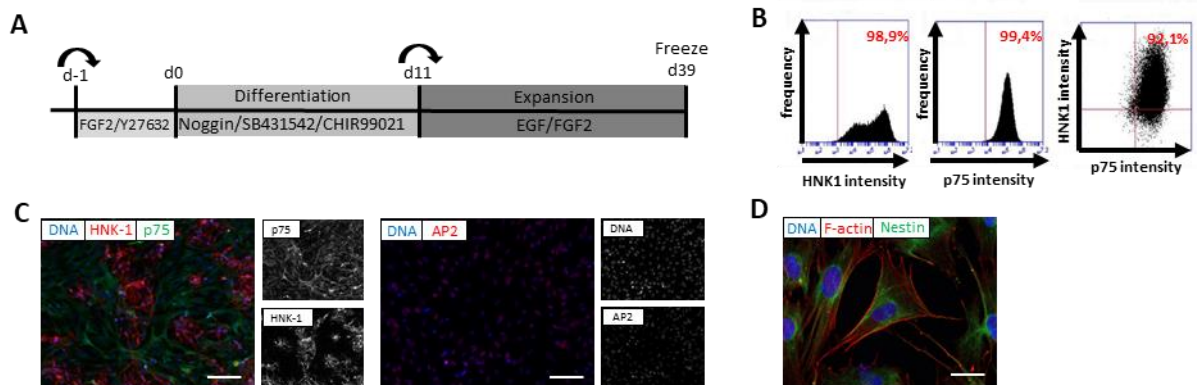 A
d-1
d0
d11
Freeze
d39
Differentiation
Expansion
FGF2/Y27632
Noggin/SB431542/CHIR99021
EGF/FGF2
B
98,9%
frequency
HNK1 intensity
99,4%
frequency
p75 intensity
92,1%
HNK1 intensity
p75 intensity
C
DNA HNK-1 p75
p75
HNK-1
DNA AP2
DNA
AP2
D
DNA F-actin Nestin